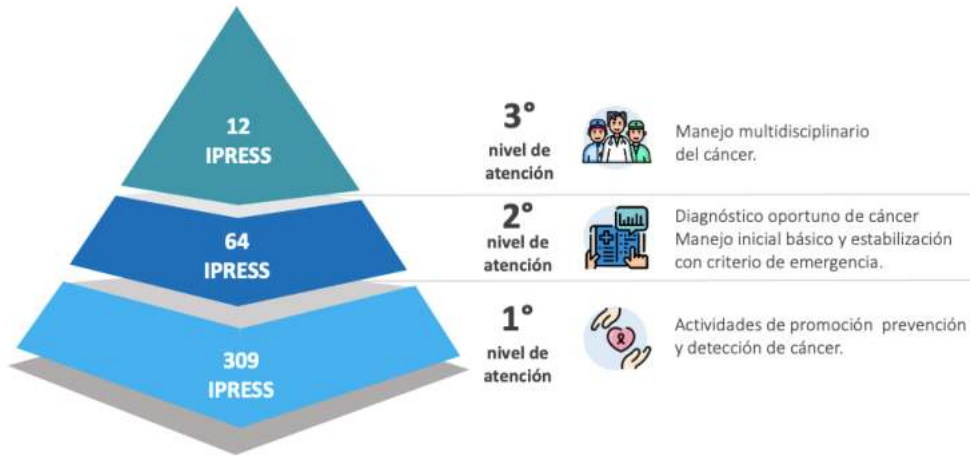 12
IPRESS
3°
nivel de
atención
Manejo multidisciplinario
del cáncer.
64
IPRESS
2°
nivel de
atención
Diagnóstico oportuno de cáncer
Manejo inicial básico y estabilización
con criterio de emergencia.
309
IPRESS
1°
nivel de
atención
Actividades de promoción prevención
y detección de cáncer.